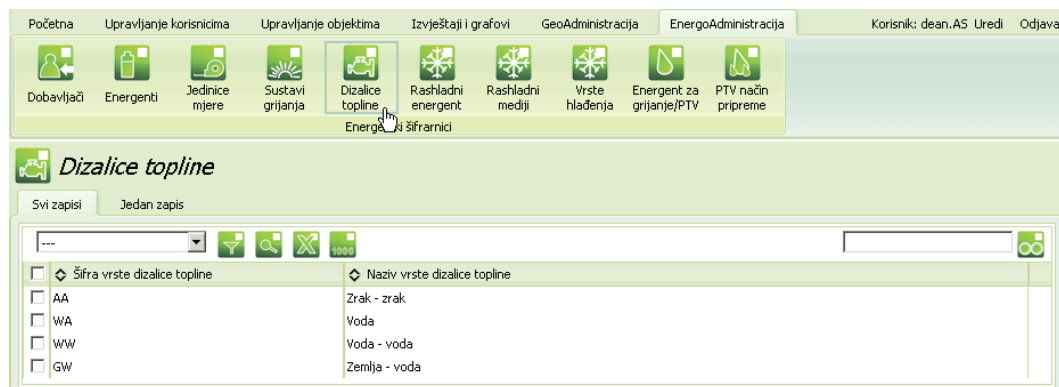 Početna Upravljanje korisnicima Upravljanje objektima Izvještaji i grafovi GeoAdministracija EnergoAdministracija Korisnik: dean.AS Uredi Odjava
Dobavljači Energenti Jedinice mjere Sustavi grijanja Dizalice topline Rashladni energent Rashladni mediji Vrste hlađenja Energent za grijanje/PTV PTV način pripreme
šifrarnici
Dizalice topline
Svi zapisi Jedan zapis
---
1000
Šifra vrste dizalice topline Naziv vrste dizalice topline
AA Zrak - zrak
WA Voda
WW Voda - voda
GW Zemlja - voda